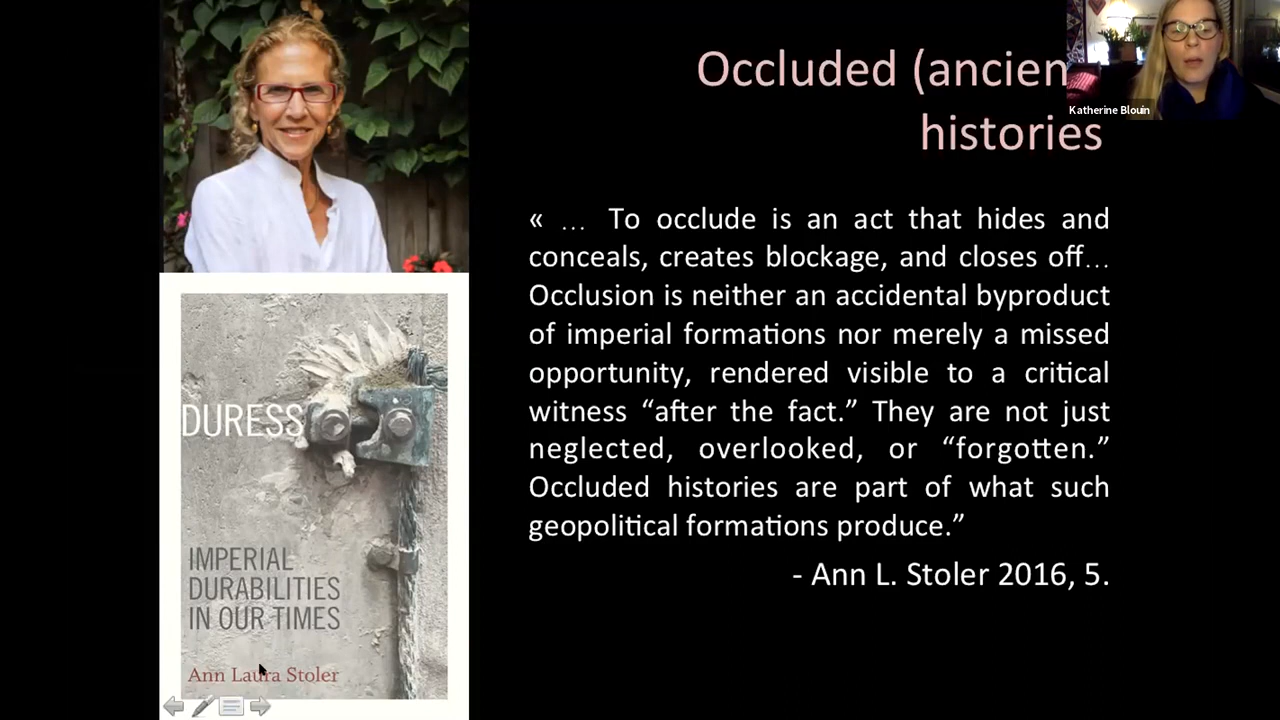 Occluded (ancien
histories
Katherine Blouin
« … To occlude is an act that hides and
conceals, creates blockage, and closes off…
Occlusion is neither an accidental byproduct
of imperial formations nor merely a missed
opportunity, rendered visible to a critical
witness “after the fact.” They are not just
neglected, overlooked, or “forgotten.”
Occluded histories are part of what such
geopolitical formations produce.”
- Ann L. Stoler 2016, 5.
DURESS
IMPERIAL
DURABILITIES
IN OUR TIMES
Ann Laura Stoler